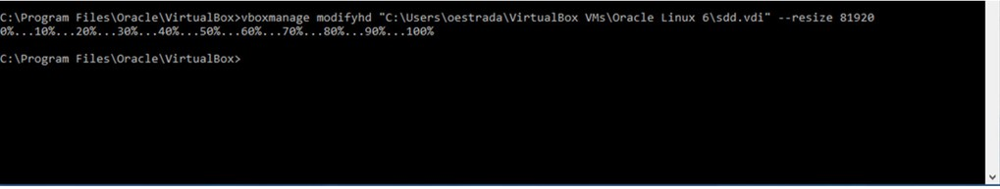 C:\Program Files\Oracle\VirtualBox>vboxmanage modifyhd "C:\Users\oestrada\VirtualBox VMs\Oracle Linux 6\sdd.vdi" --resize 81920
0%...10%...20%...30%...40%...50%...60%...70%...80%...90%...100%
C:\Program Files\Oracle\VirtualBox>